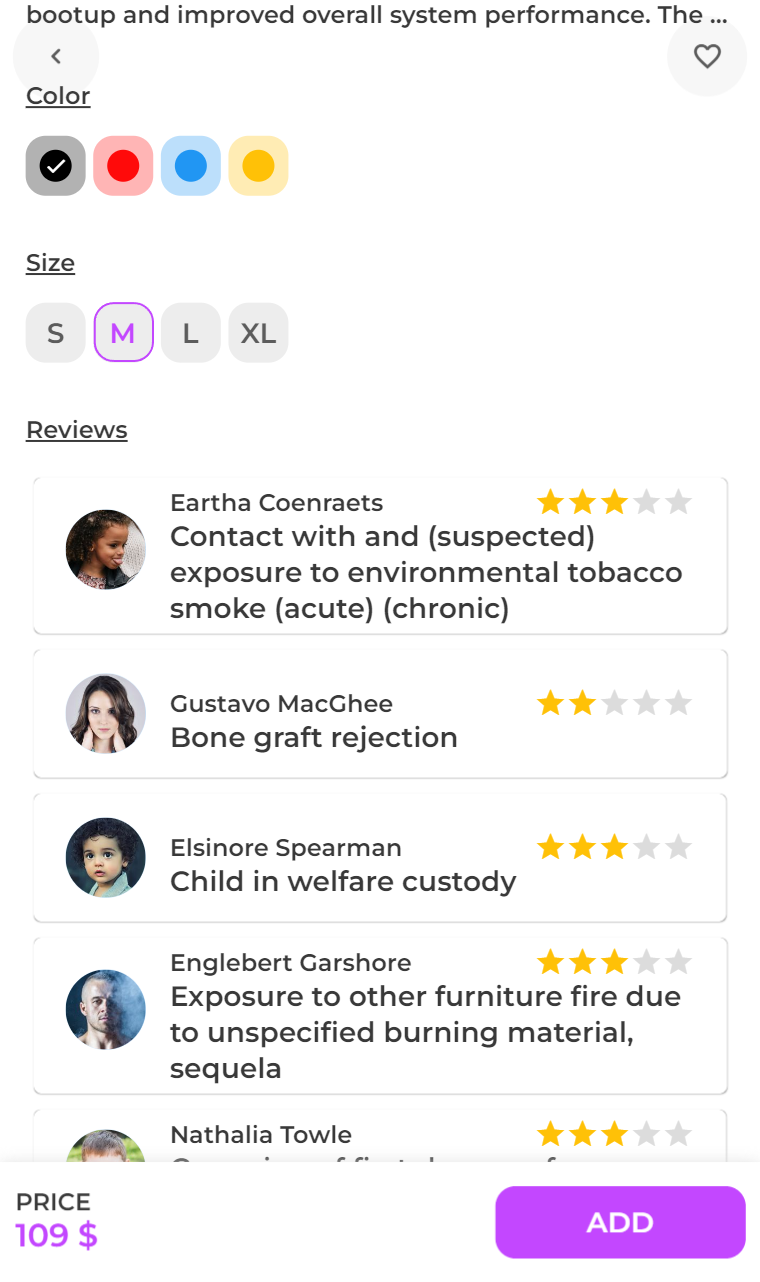 bootup and improved overall system performance. The ...
Color
Size
S M L XL
Reviews
Eartha Coenraets
Contact with and (suspected)
exposure to environmental tobacco
smoke (acute) (chronic)
Gustavo MacGhee
Bone graft rejection
Elsinore Spearman
Child in welfare custody
Englebert Garshore
Exposure to other furniture fire due
to unspecified burning material,
sequela
Nathalia Towle
PRICE
109 $
ADD